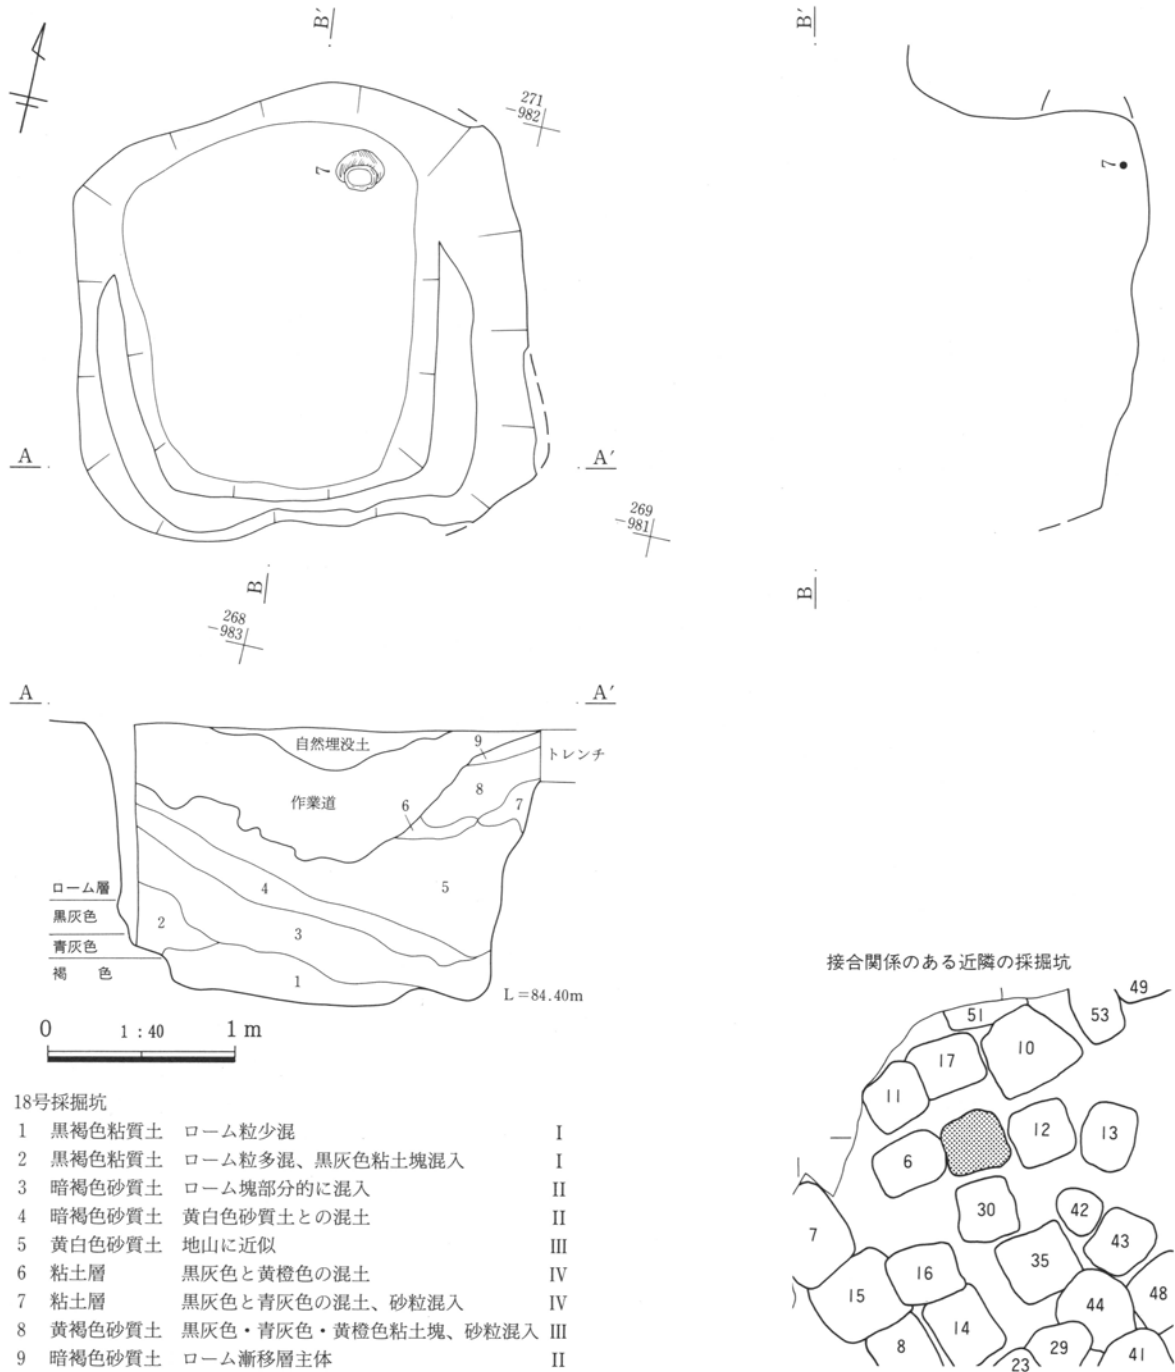 B′
B′
271
-982
7
7
A
A′
269
-981
B
B
268
-983
A
A′
自然埋没土
9
トレンチ
作業道
8
6
7
4
5
ローム層
黒灰色
2
3
青灰色
褐 色
1
L=84.40m
0 1:40 1 m
接合関係のある近隣の採掘坑
49
51
53
10
17
11
12
13
6
30
42
7
43
35
16
15
48
44
14
8
29
41
23
18号採掘坑
1 黒褐色粘質土 ローム粒少混 I
2 黒褐色粘質土 ローム粒多混、黒灰色粘土塊混入 I
3 暗褐色砂質土 ローム塊部分的に混入 II
4 暗褐色砂質土 黄白色砂質土との混土 II
5 黄白色砂質土 地山に近似 III
6 粘土層 黒灰色と黄橙色の混土 IV
7 粘土層 黒灰色と青灰色の混土、砂粒混入 IV
8 黄褐色砂質土 黒灰色・青灰色・黄橙色粘土塊、砂粒混入 III
9 暗褐色砂質土 ローム漸移層主体 II